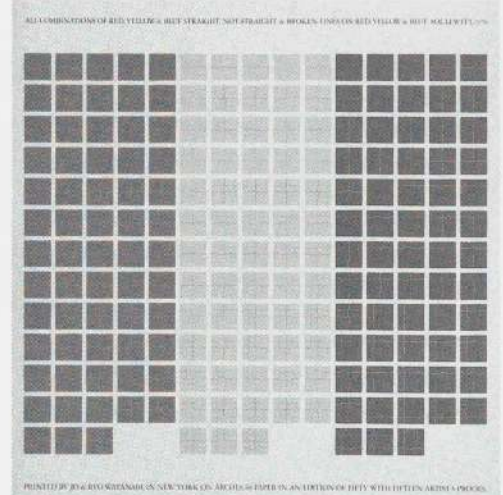 ALL COMBINATIONS OF RED, YELLOW & BLUE STRAIGHT, NOT-STRAIGHT & BROKEN LINES ON RED, YELLOW & BLUE. SOL LEWITT.
PRINTED BY JO & RYO WATANABE IN NEW YORK ON ARCHES PAPER IN AN EDITION OF FIFTY WITH FIFTEEN ARTIST'S PROOFS.